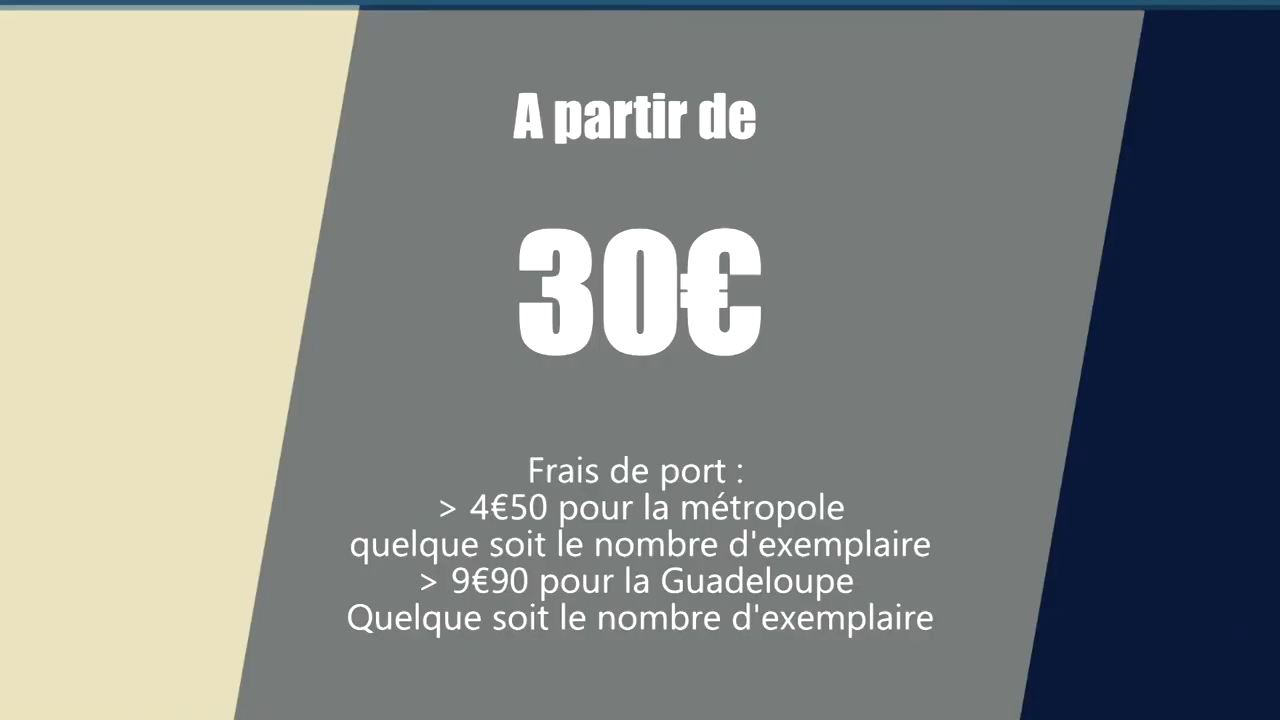 A partir de
30€
Frais de port :
> 4€50 pour la métropole
quelque soit le nombre d'exemplaire
> 9€90 pour la Guadeloupe
Quelque soit le nombre d'exemplaire